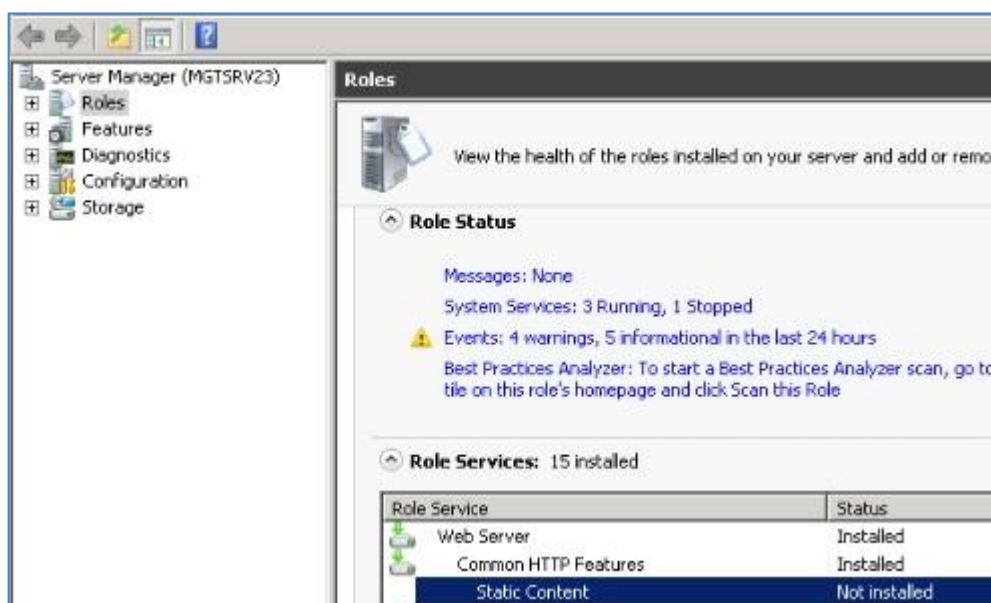 Server Manager (MGTSRV23)
Roles
Features
Diagnostics
Configuration
Storage
Roles
View the health of the roles installed on your server and add or remo
Role Status
Messages: None
System Services: 3 Running, 1 Stopped
Events: 4 warnings, 5 informational in the last 24 hours
Best Practices Analyzer: To start a Best Practices Analyzer scan, go to
tile on this role's homepage and click Scan this Role
Role Services: 15 installed
Role Service Status
Web Server Installed
Common HTTP Features Installed
Static Content Not installed